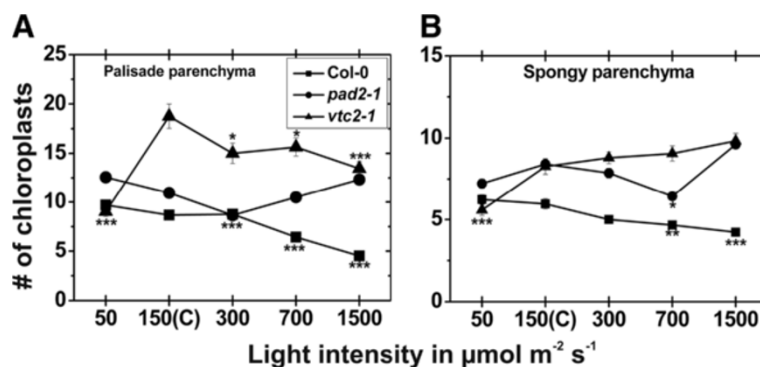 A
B
25
20
15
10
5
0
Palisade parenchyma
Col-0
pad2-1
vtc2-1
*
*
***
***
***
***
***
50
150(C)
300
700
1500
15
10
5
0
Spongy parenchyma
***
*
**
***
50
150(C)
300
700
1500
# of chloroplasts
Light intensity in µmol m⁻² s⁻¹